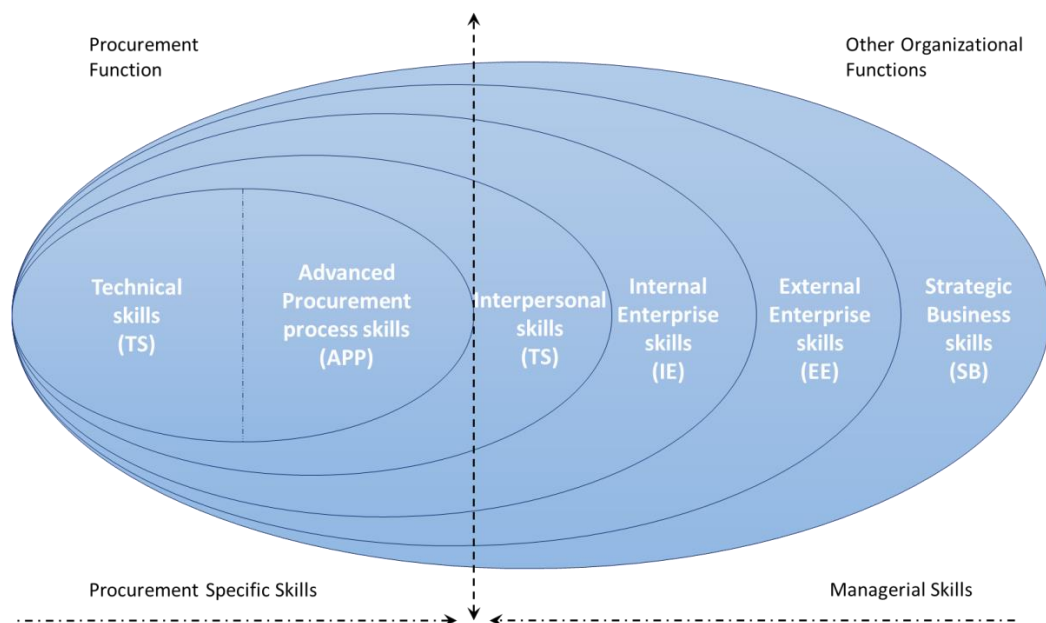 Procurement
Function
Other Organizational
Functions
Technical
skills
(TS)
Advanced
Procurement
process skills
(APP)
Interpersonal
skills
(TS)
Internal
Enterprise
skills
(IE)
External
Enterprise
skills
(EE)
Strategic
Business
skills
(SB)
Procurement Specific Skills
Managerial Skills